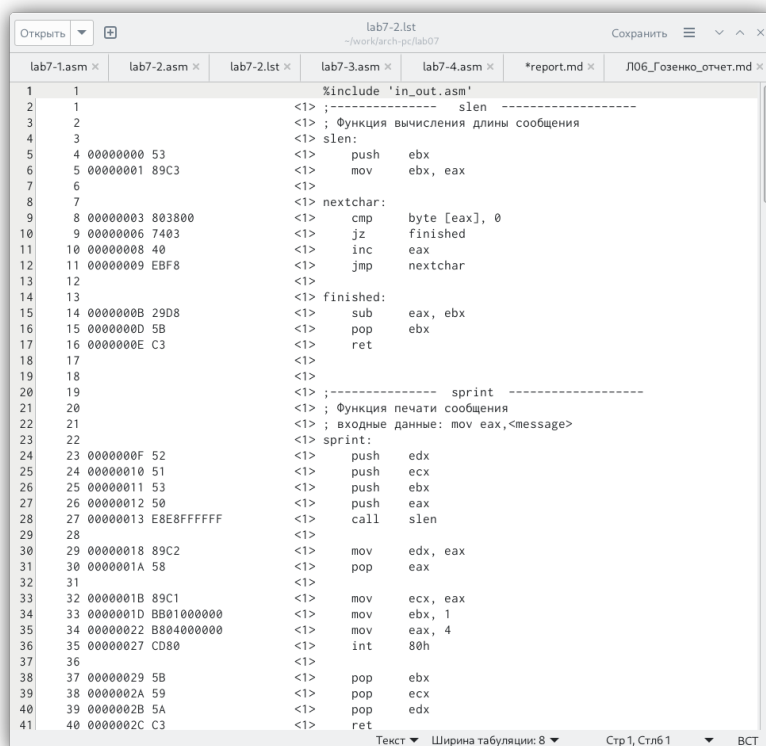 Открыть lab7-2.lst Сохранить
~/work/arch-pc/lab07
lab7-1.asm × lab7-2.asm × lab7-2.lst × lab7-3.asm × lab7-4.asm × *report.md × Л06_Гозенко_отчет.md ×
1 1 %include 'in_out.asm'
2 1 <1> ;--------------- slen -------------------
3 2 <1> ; Функция вычисления длины сообщения
4 3 <1> slen:
5 4 00000000 53 <1> push ebx
6 5 00000001 89C3 <1> mov ebx, eax
7 6 <1>
8 7 <1> nextchar:
9 8 00000003 803800 <1> cmp byte [eax], 0
10 9 00000006 7403 <1> jz finished
11 10 00000008 40 <1> inc eax
12 11 00000009 EBF8 <1> jmp nextchar
13 12 <1>
14 13 <1> finished:
15 14 0000000B 29D8 <1> sub eax, ebx
16 15 0000000D 5B <1> pop ebx
17 16 0000000E C3 <1> ret
18 17 <1>
19 18 <1>
20 19 <1> ;--------------- sprint -------------------
21 20 <1> ; Функция печати сообщения
22 21 <1> ; входные данные: mov eax,<message>
23 22 <1> sprint:
24 23 0000000F 52 <1> push edx
25 24 00000010 51 <1> push ecx
26 25 00000011 53 <1> push ebx
27 26 00000012 50 <1> push eax
28 27 00000013 E8E8FFFFFF <1> call slen
29 28 <1>
30 29 00000018 89C2 <1> mov edx, eax
31 30 0000001A 58 <1> pop eax
32 31 <1>
33 32 0000001B 89C1 <1> mov ecx, eax
34 33 0000001D BB01000000 <1> mov ebx, 1
35 34 00000022 B804000000 <1> mov eax, 4
36 35 00000027 CD80 <1> int 80h
37 36 <1>
38 37 00000029 5B <1> pop ebx
39 38 0000002A 59 <1> pop ecx
40 39 0000002B 5A <1> pop edx
41 40 0000002C C3 <1> ret
Текст Ширина табуляции: 8 Стр 1, Стлб 1 ВСТ